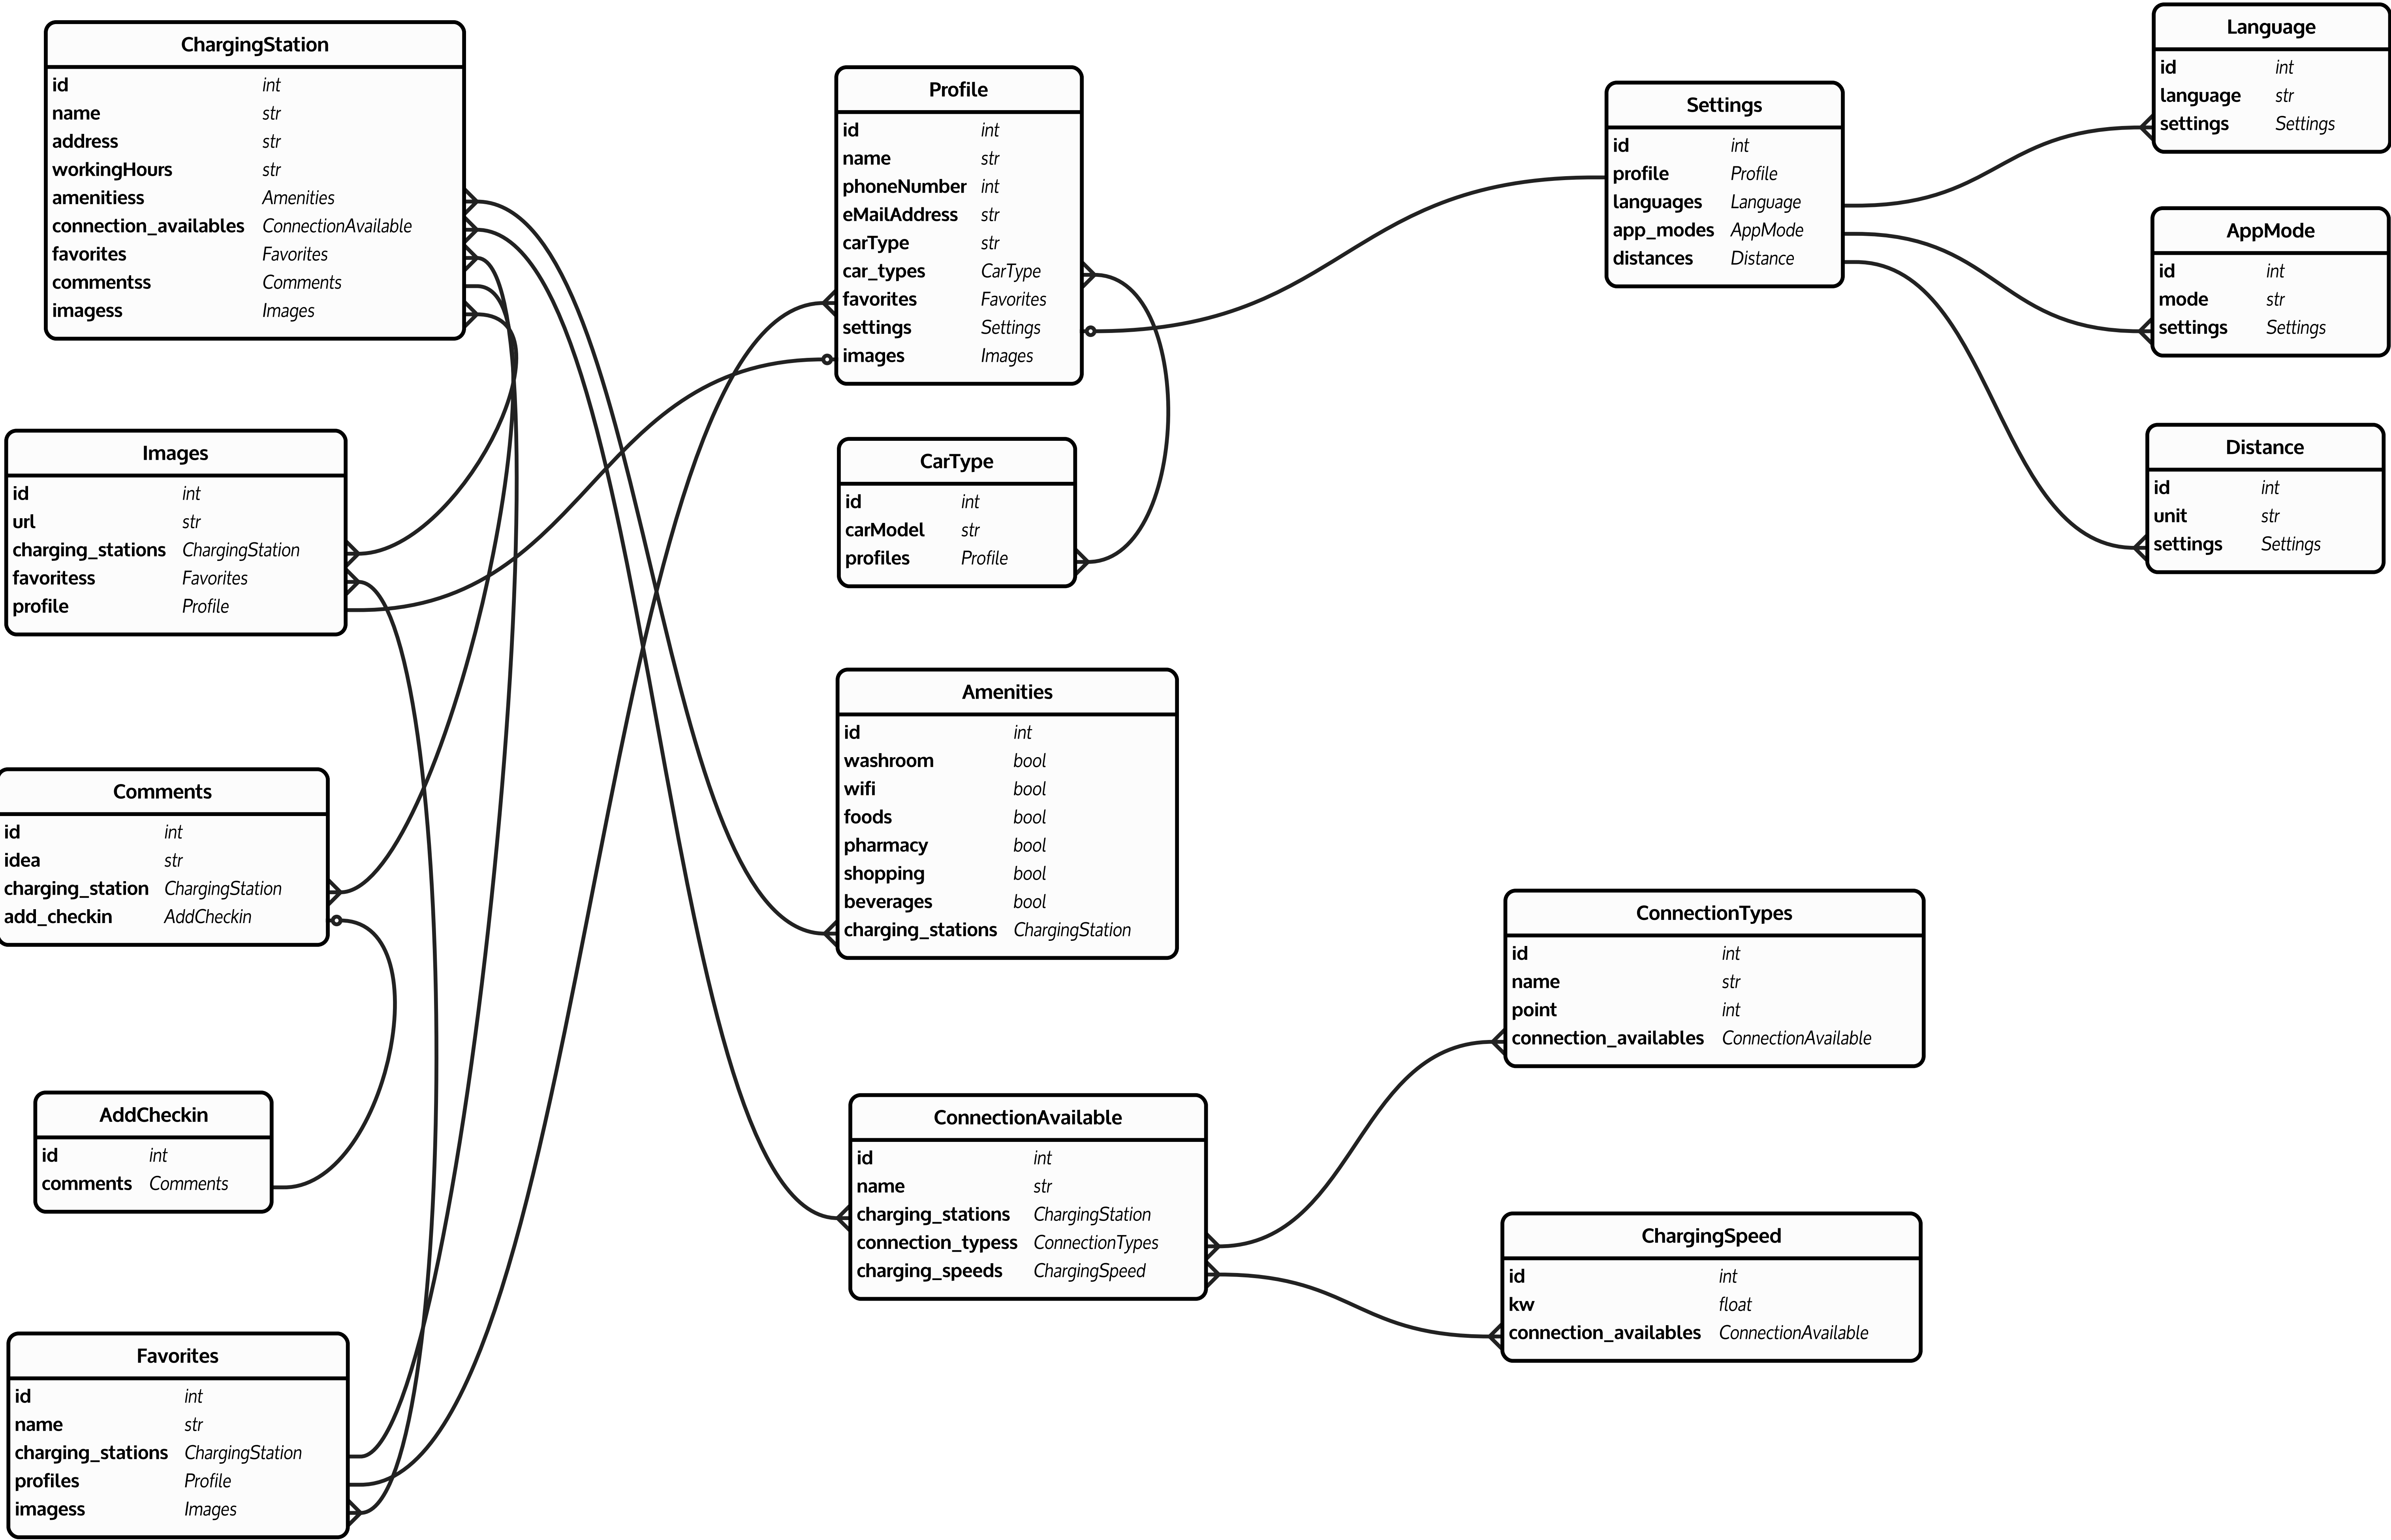 ChargingStation
id int
name str
address str
workingHours str
amenitiess Amenities
connection_availables ConnectionAvailable
favorites Favorites
commentss Comments
imagess Images
Images
id int
url str
charging_stations ChargingStation
favoritess Favorites
profile Profile
Comments
id int
idea str
charging_station ChargingStation
add_checkin AddCheckin
AddCheckin
id int
comments Comments
Favorites
id int
name str
charging_stations ChargingStation
profiles Profile
imagess Images
Profile
id int
name str
phoneNumber int
eMailAddress str
carType str
car_types CarType
favorites Favorites
settings Settings
images Images
CarType
id int
carModel str
profiles Profile
Amenities
id int
washroom bool
wifi bool
foods bool
pharmacy bool
shopping bool
beverages bool
charging_stations ChargingStation
ConnectionAvailable
id int
name str
charging_stations ChargingStation
connection_typess ConnectionTypes
charging_speeds ChargingSpeed
Settings
id int
profile Profile
languages Language
app_modes AppMode
distances Distance
ConnectionTypes
id int
name str
point int
connection_availables ConnectionAvailable
ChargingSpeed
id int
kw float
connection_availables ConnectionAvailable
Language
id int
language str
settings Settings
AppMode
id int
mode str
settings Settings
Distance
id int
unit str
settings Settings